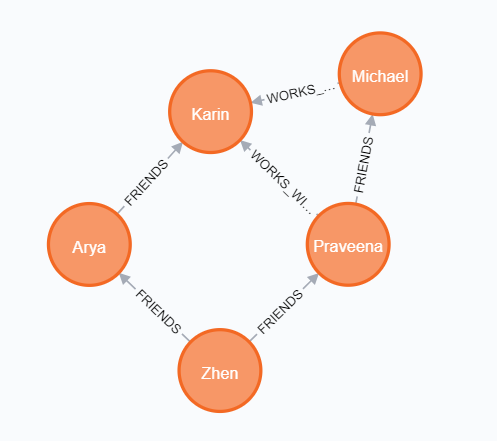 Michael
WORKS_...
Karin
WORKS_WI...
FRIENDS
FRIENDS
Arya
Praveena
FRIENDS
FRIENDS
Zhen